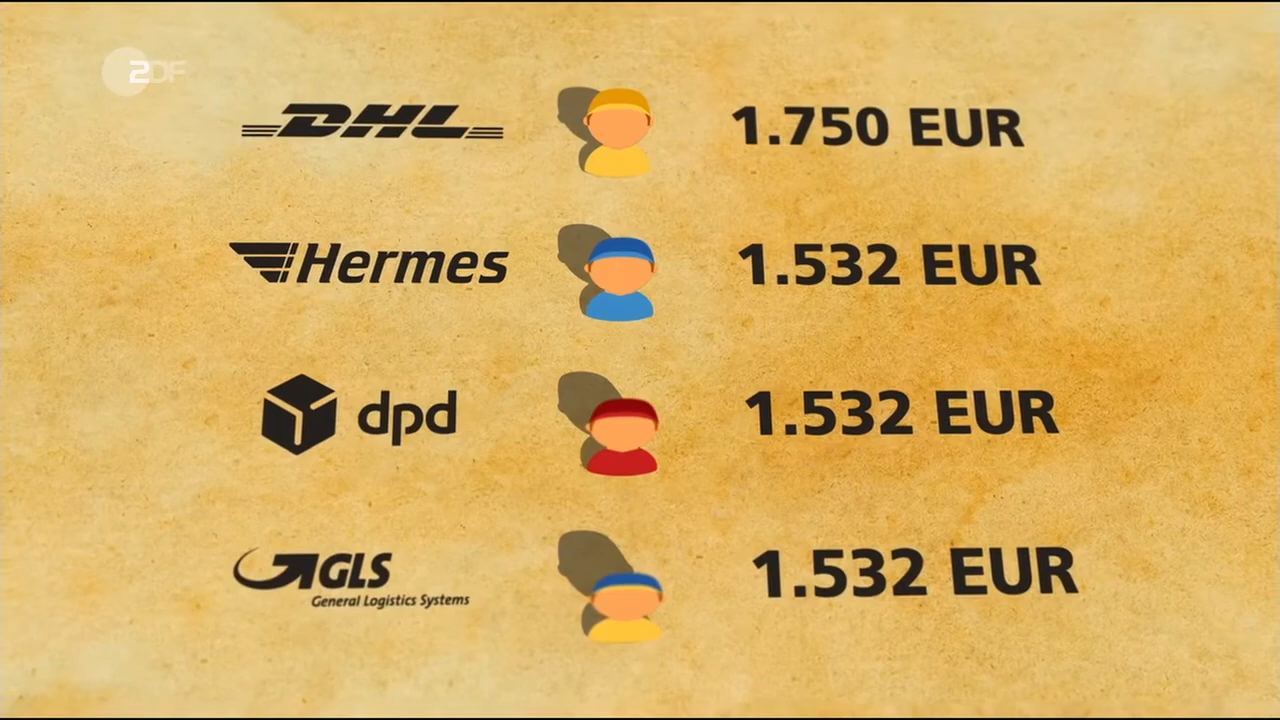 ZDF
DHL
1.750 EUR
Hermes
1.532 EUR
dpd
1.532 EUR
GLS
General Logistics Systems
1.532 EUR